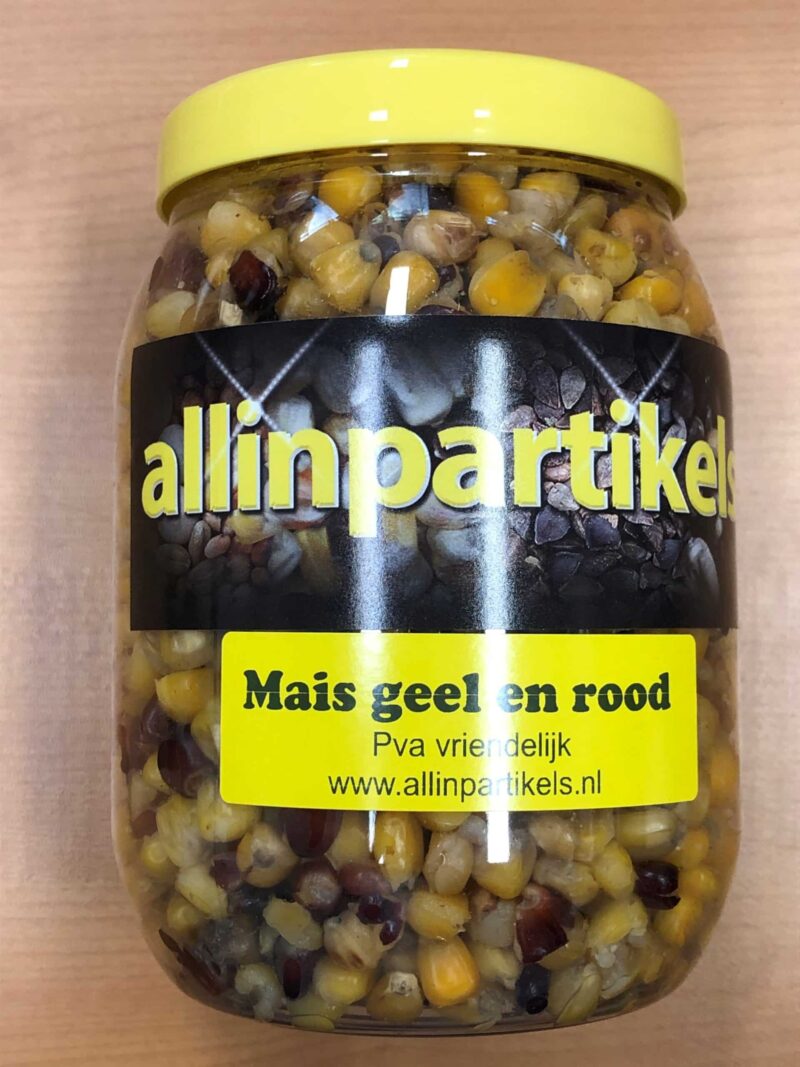 allinpartikels
Mais geel en rood
Pva vriendelijk
www.allinpartikels.nl